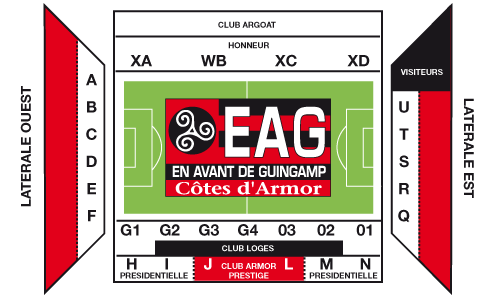 CLUB ARGOAT
HONNEUR
XA WB XC XD
LATERALE OUEST
A
B
C
D
E
F
VISITEURS
U
T
S
R
Q
LATERALE EST
EAG
EN AVANT DE GUINGAMP
Côtes d'Armor
G1 G2 G3 G4 03 02 01
CLUB LOGES
H I J CLUB ARMOR L M N
PRESIDENTIELLE PRESTIGE PRESIDENTIELLE